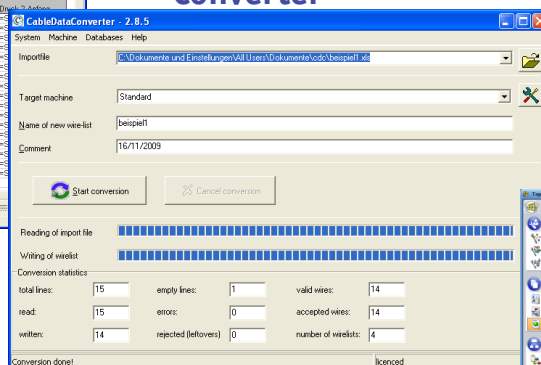 Converter
CableDataConverter - 2.8.5
System Machine Databases Help
Importfile C:\Dokumente und Einstellungen\All Users\Dokumente\cdc\beispiel1.xls
Target machine Standard
Name of new wire-list beispiel1
Comment 16/11/2009
Start conversion Cancel conversion
Reading of import file
Writing of wirelist
Conversion statistics
total lines: 15 empty lines: 1 valid wires: 14
read: 15 errors: 0 accepted wires: 14
written: 14 rejected (leftovers) 0 number of wirelists: 4
Conversion done! licenced